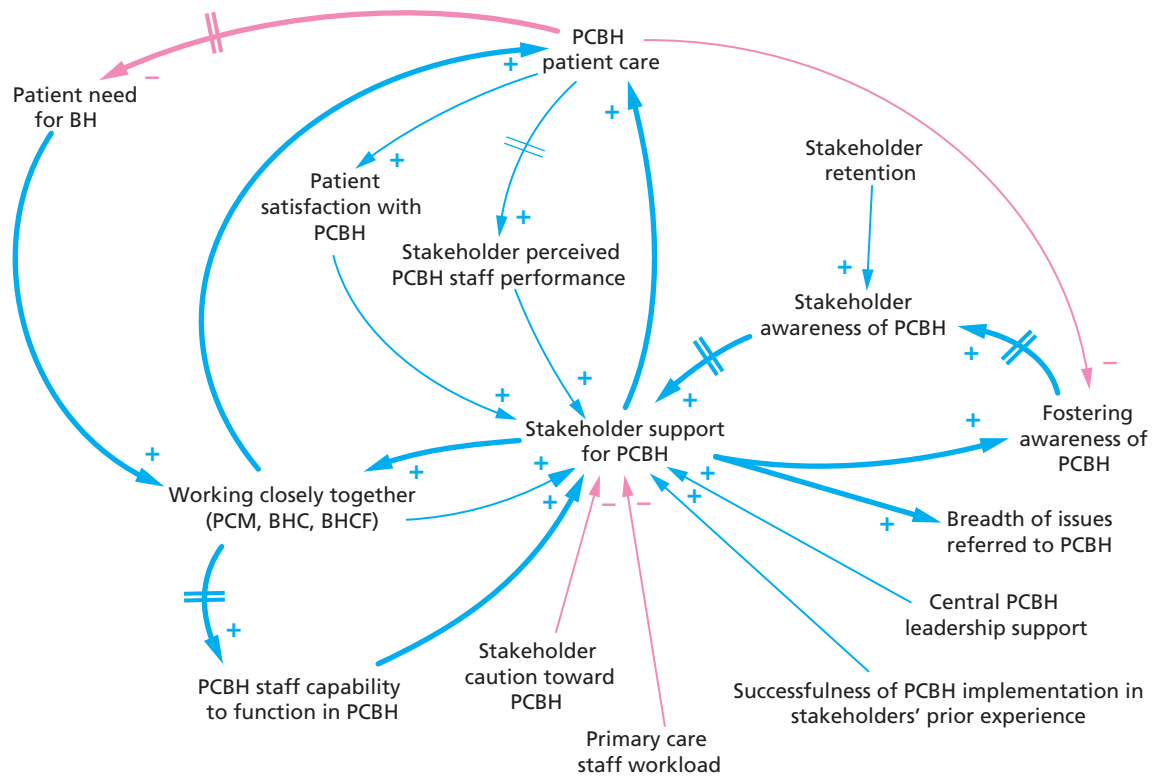 PCBH
patient care
Patient need
for BH
Stakeholder
retention
Patient
satisfaction with
PCBH
Stakeholder perceived
PCBH staff performance
Stakeholder
awareness of PCBH
Fostering
awareness of
PCBH
Stakeholder support
for PCBH
Working closely together
(PCM, BHC, BHCF)
Breadth of issues
referred to PCBH
Central PCBH
leadership support
Stakeholder
caution toward
PCBH
PCBH staff capability
to function in PCBH
Successfulness of PCBH implementation in
stakeholders’ prior experience
Primary care
staff workload